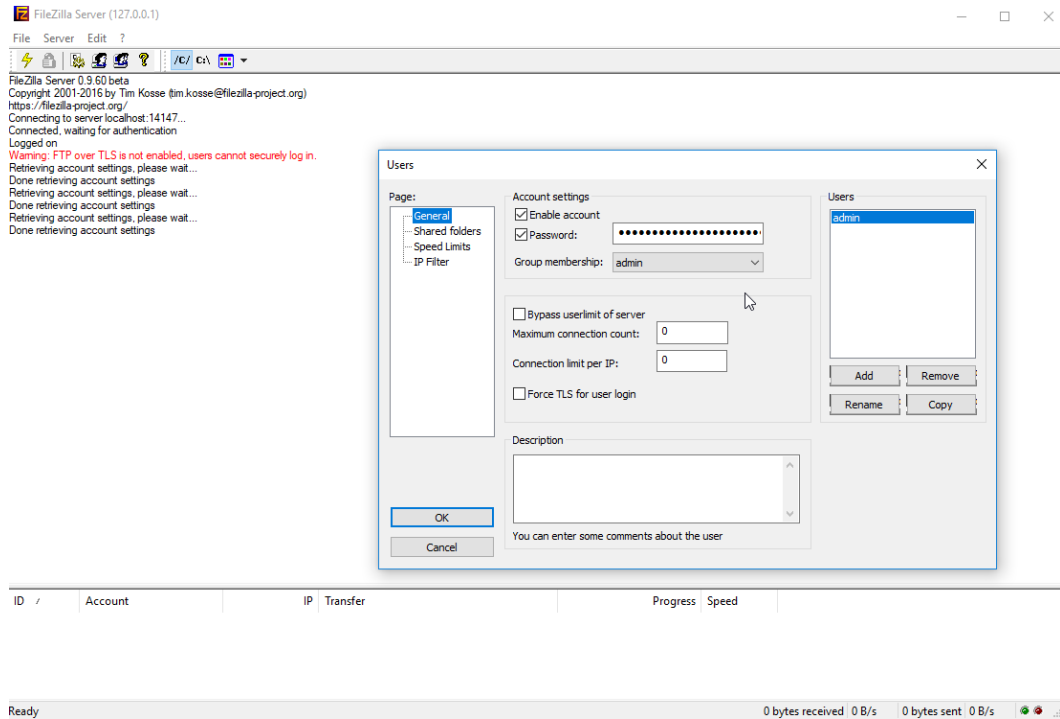 FileZilla Server (127.0.0.1)
File Server Edit ?
/C/ C:\
FileZilla Server 0.9.60 beta
Copyright 2001-2016 by Tim Kosse (tim.kosse@filezilla-project.org)
https://filezilla-project.org/
Connecting to server localhost:14147...
Connected, waiting for authentication
Logged on
Warning: FTP over TLS is not enabled, users cannot securely log in.
Retrieving account settings, please wait...
Done retrieving account settings
Retrieving account settings, please wait...
Done retrieving account settings
Retrieving account settings, please wait...
Done retrieving account settings
Users
Page:
General
Shared folders
Speed Limits
IP Filter
OK
Cancel
Account settings
Enable account
Password:
Group membership: admin
Bypass userlimit of server
Maximum connection count: 0
Connection limit per IP: 0
Force TLS for user login
Description
You can enter some comments about the user
Users
admin
Add Remove
Rename Copy
ID / Account IP Transfer Progress Speed
Ready 0 bytes received 0 B/s 0 bytes sent 0 B/s